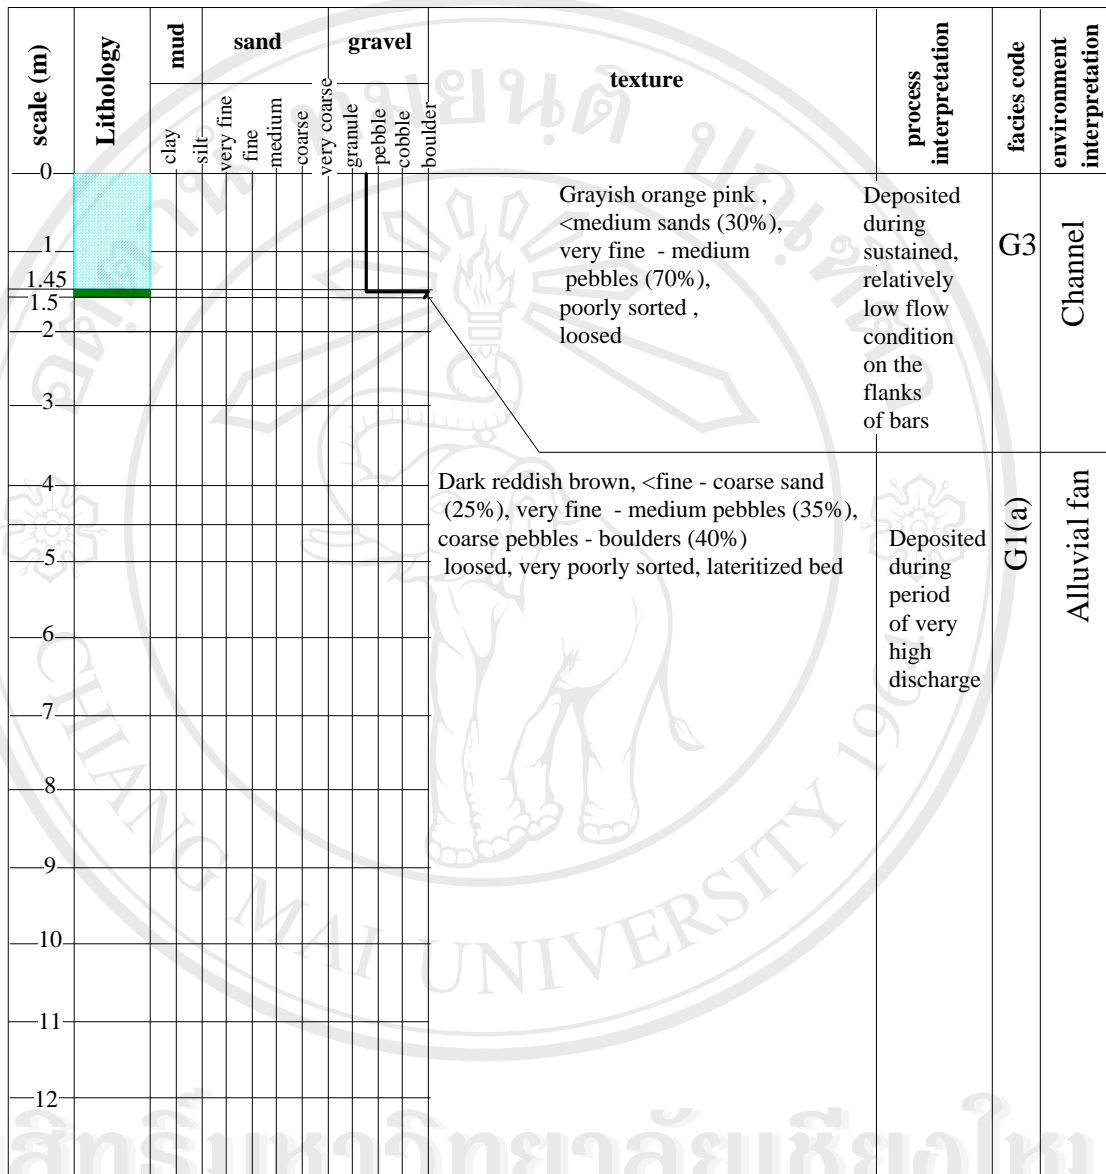 scale (m)
Lithology
mud
sand
gravel
clay
silt
very fine
fine
medium
coarse
very coarse
granule
pebble
cobble
boulder
texture
process
interpretation
facies code
environment
interpretation
0
1
1.45
1.5
2
3
4
5
6
7
8
9
10
11
12
Grayish orange pink ,
<medium sands (30%),
very fine - medium
pebbles (70%),
poorly sorted ,
loosed
Deposited
during
sustained,
relatively
low flow
condition
on the
flanks
of bars
G3
Channel
Dark reddish brown, <fine - coarse sand
(25%), very fine - medium pebbles (35%),
coarse pebbles - boulders (40%)
loosed, very poorly sorted, lateritized bed
Deposited
during
period
of very
high
discharge
G1(a)
Alluvial fan
CHIANG MAI UNIVERSITY 1964